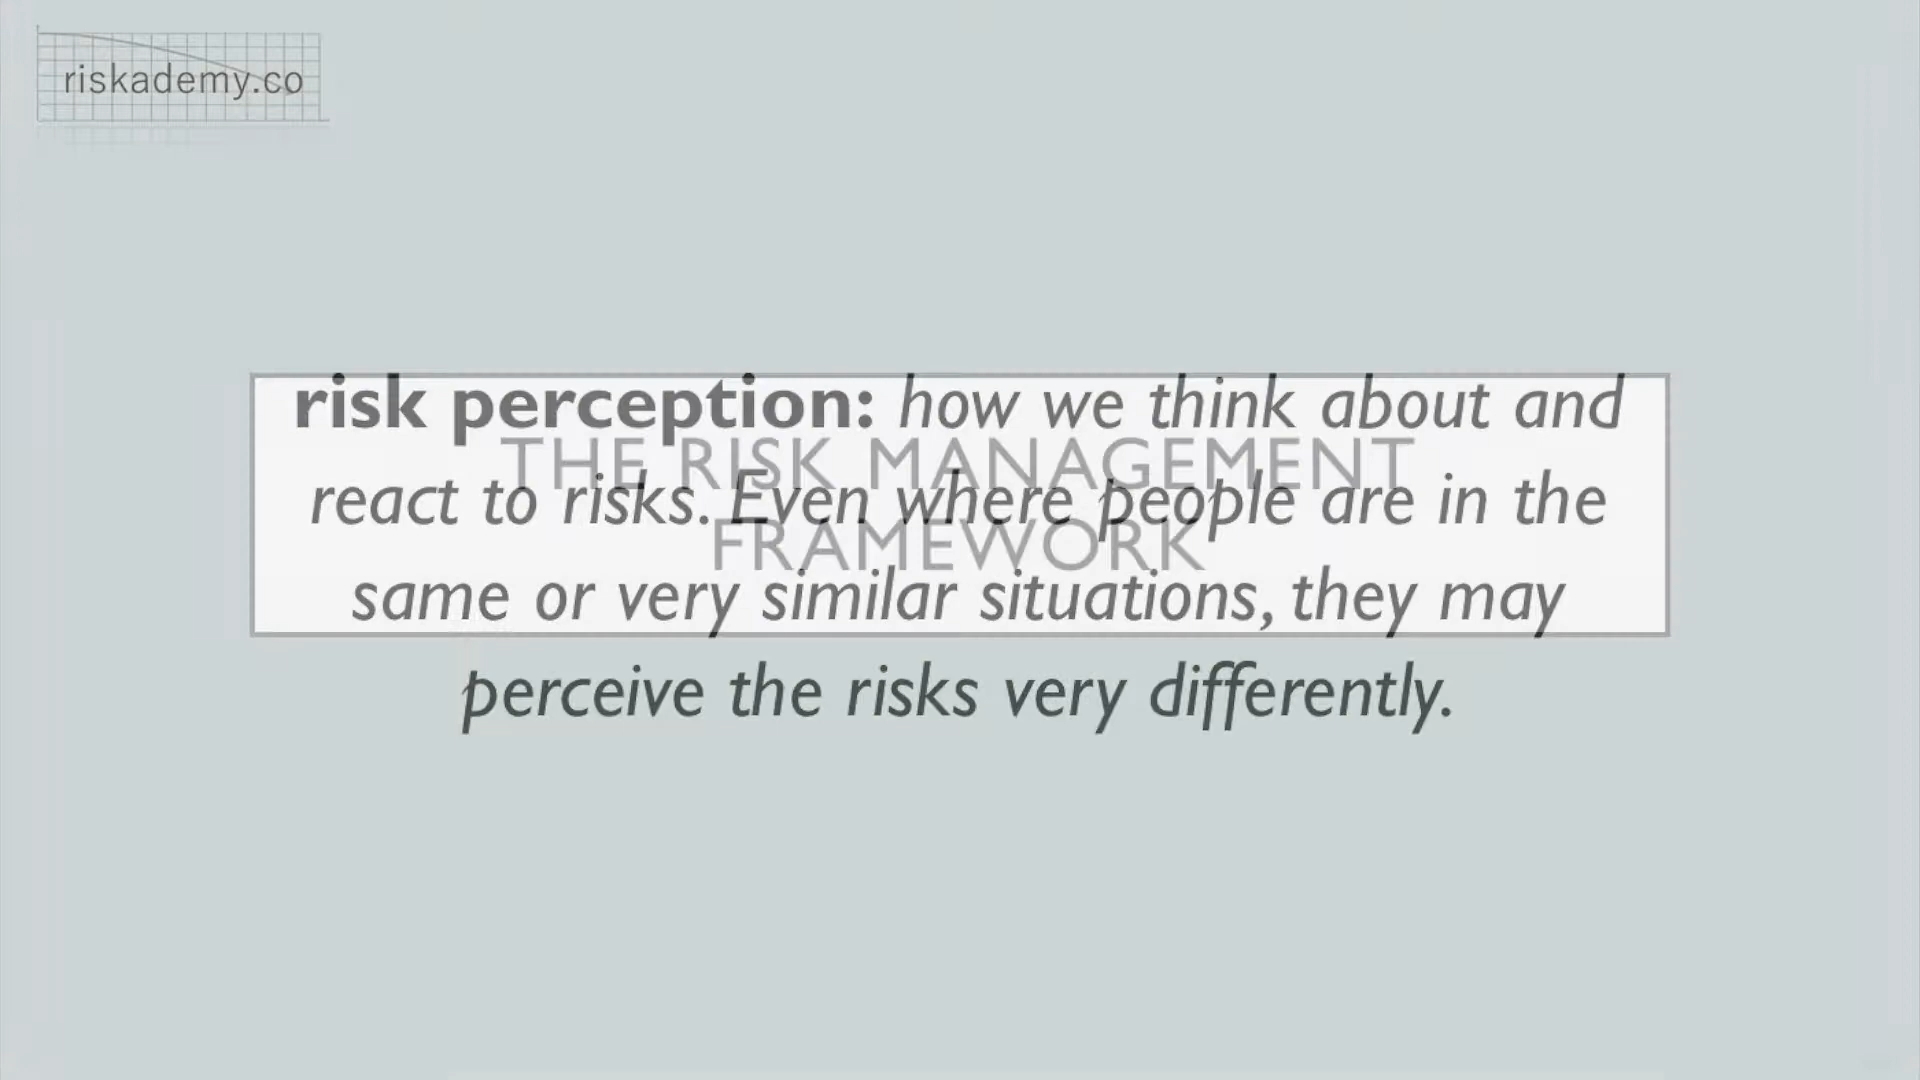 riskademy.co
risk perception: how we think about and
react to risks. Even where people are in the
same or very similar situations, they may
perceive the risks very differently.
THE RISK MANAGEMENT
FRAMEWORK